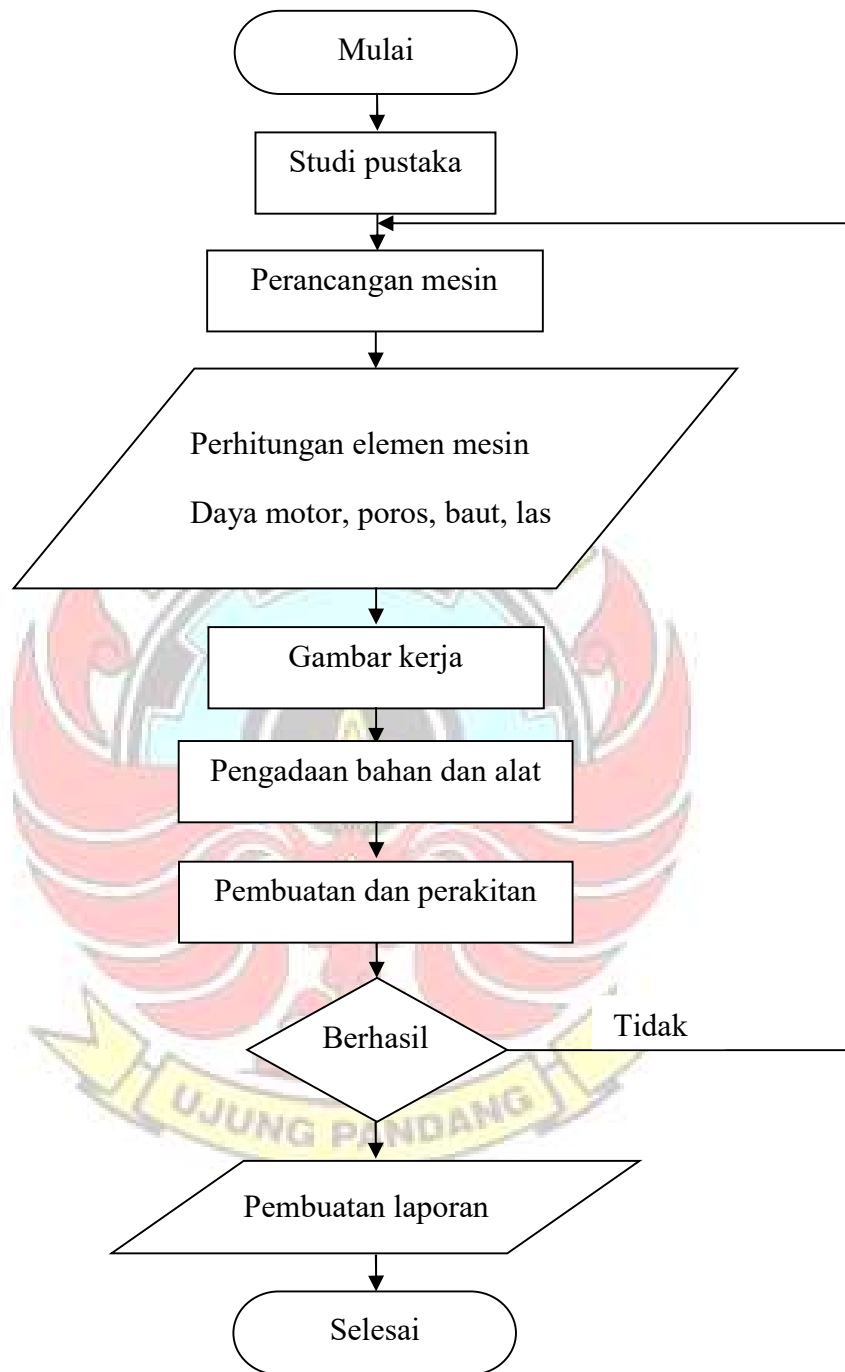 Mulai
Studi pustaka
Perancangan mesin
Perhitungan elemen mesin
Daya motor, poros, baut, las
Gambar kerja
Pengadaan bahan dan alat
Pembuatan dan perakitan
Berhasil
Tidak
UJUNG PANDANG
Pembuatan laporan
Selesai